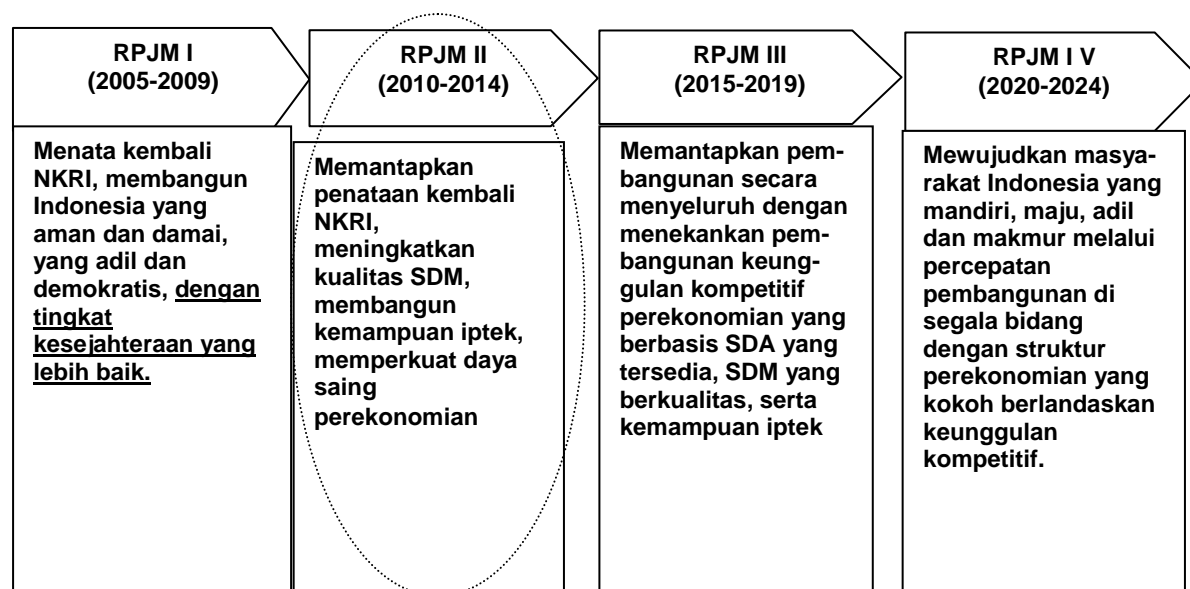 RPJM I
(2005-2009)
Menata kembali
NKRI, membangun
Indonesia yang
aman dan damai,
yang adil dan
demokratis, dengan
tingkat
kesejahteraan yang
lebih baik.
RPJM II
(2010-2014)
Memantapkan
penataan kembali
NKRI,
meningkatkan
kualitas SDM,
membangun
kemampuan iptek,
memperkuat daya
saing
perekonomian
RPJM III
(2015-2019)
Memantapkan pem-
bangunan secara
menyeluruh dengan
menekankan pem-
bangunan keung-
gulan kompetitif
perekonomian yang
berbasis SDA yang
tersedia, SDM yang
berkualitas, serta
kemampuan iptek
RPJM I V
(2020-2024)
Mewujudkan masya-
rakat Indonesia yang
mandiri, maju, adil
dan makmur melalui
percepatan
pembangunan di
segala bidang
dengan struktur
perekonomian yang
kokoh berlandaskan
keunggulan
kompetitif.